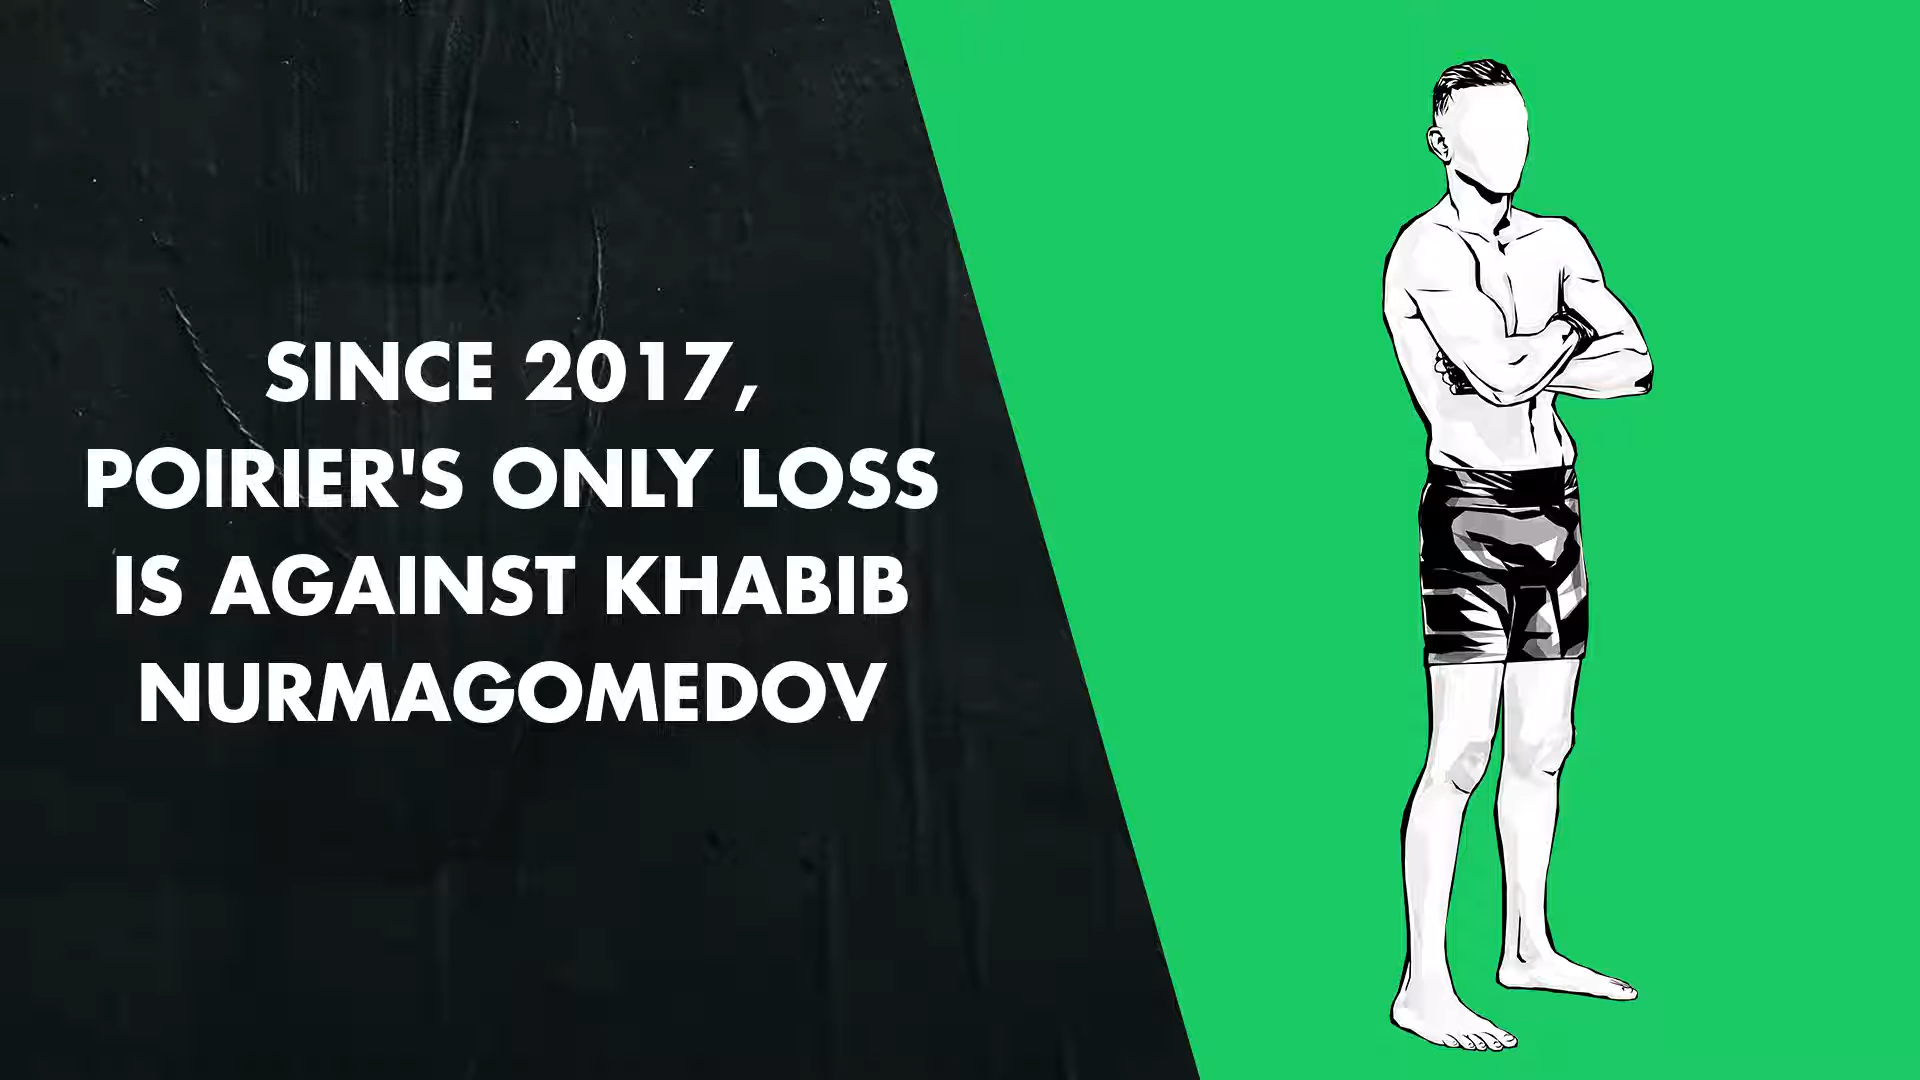 SINCE 2017,
POIRIER'S ONLY LOSS
IS AGAINST KHABIB
NURMAGOMEDOV